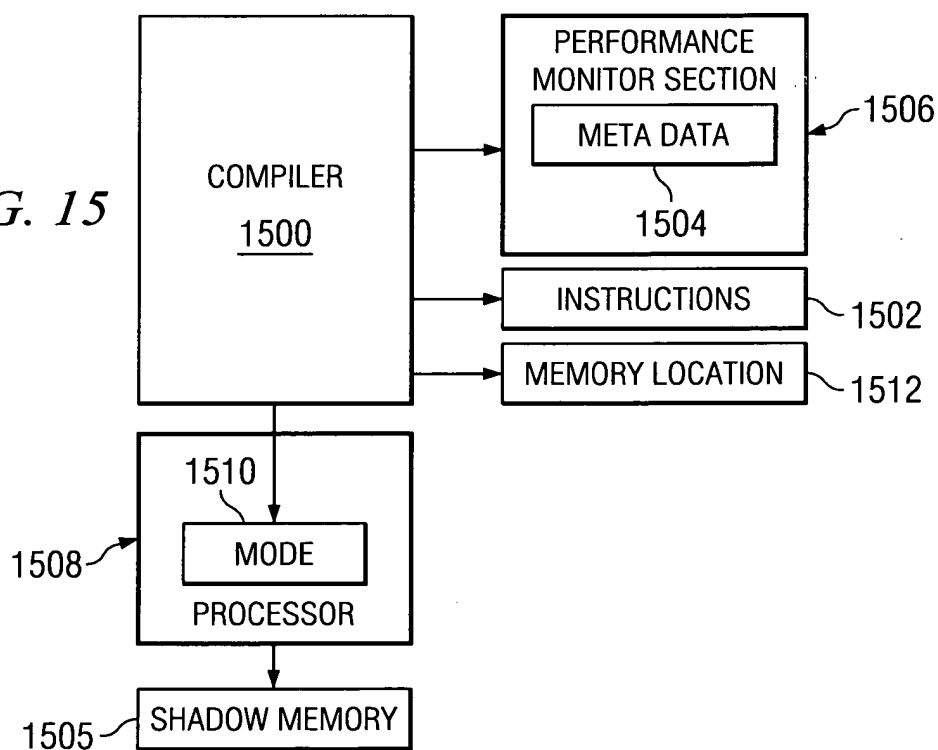 G. 15
COMPILER
1500
PERFORMANCE
MONITOR SECTION
META DATA
1504
1506
INSTRUCTIONS
1502
MEMORY LOCATION
1512
1510
MODE
1508
PROCESSOR
SHADOW MEMORY
1505